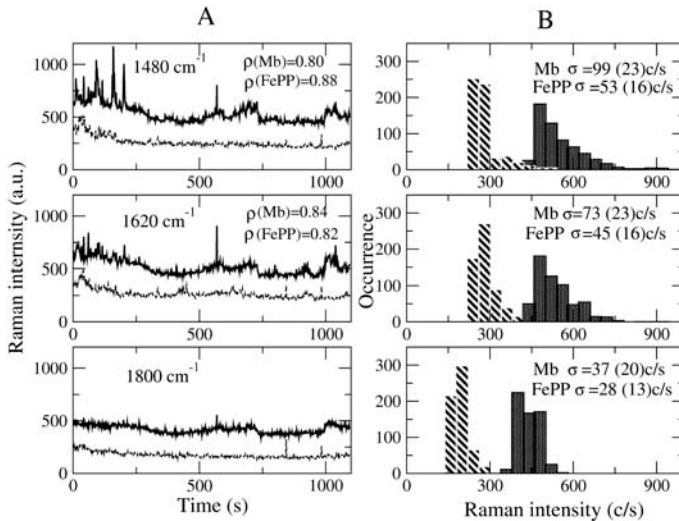 A
B
1480 cm⁻¹
ρ(Mb)=0.80
ρ(FePP)=0.88
1000
500
250
0
0 500 1000
Mb σ=99 (23)c/s
FePP σ=53 (16)c/s
300
200
100
0
0 300 600 900
1620 cm⁻¹
ρ(Mb)=0.84
ρ(FePP)=0.82
1000
500
250
0
0 500 1000
Mb σ=73 (23)c/s
FePP σ=45 (16)c/s
300
200
100
0
0 300 600 900
1800 cm⁻¹
1000
500
250
0
0 500 1000
Mb σ=37 (20)c/s
FePP σ=28 (13)c/s
300
200
100
0
0 300 600 900
Raman internsity (a.u.)
Occurrence
Time (s)
Raman intensity (c/s)